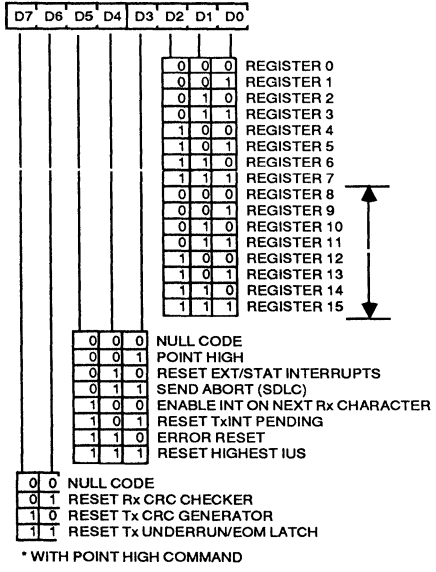 D7 D6 D5 D4 D3 D2 D1 D0
0 0 0 REGISTER 0
0 0 1 REGISTER 1
0 1 0 REGISTER 2
0 1 1 REGISTER 3
1 0 0 REGISTER 4
1 0 1 REGISTER 5
1 1 0 REGISTER 6
1 1 1 REGISTER 7
0 0 0 REGISTER 8
0 0 1 REGISTER 9
0 1 0 REGISTER 10
0 1 1 REGISTER 11
1 0 0 REGISTER 12
1 0 1 REGISTER 13
1 1 0 REGISTER 14
1 1 1 REGISTER 15
0 0 0 NULL CODE
0 0 1 POINT HIGH
0 1 0 RESET EXT/STAT INTERRUPTS
0 1 1 SEND ABORT (SDLC)
1 0 0 ENABLE INT ON NEXT Rx CHARACTER
1 0 1 RESET TxINT PENDING
1 1 0 ERROR RESET
1 1 1 RESET HIGHEST IUS
0 0 NULL CODE
0 1 RESET Rx CRC CHECKER
1 0 RESET Tx CRC GENERATOR
1 1 RESET Tx UNDERRUN/EOM LATCH
* WITH POINT HIGH COMMAND